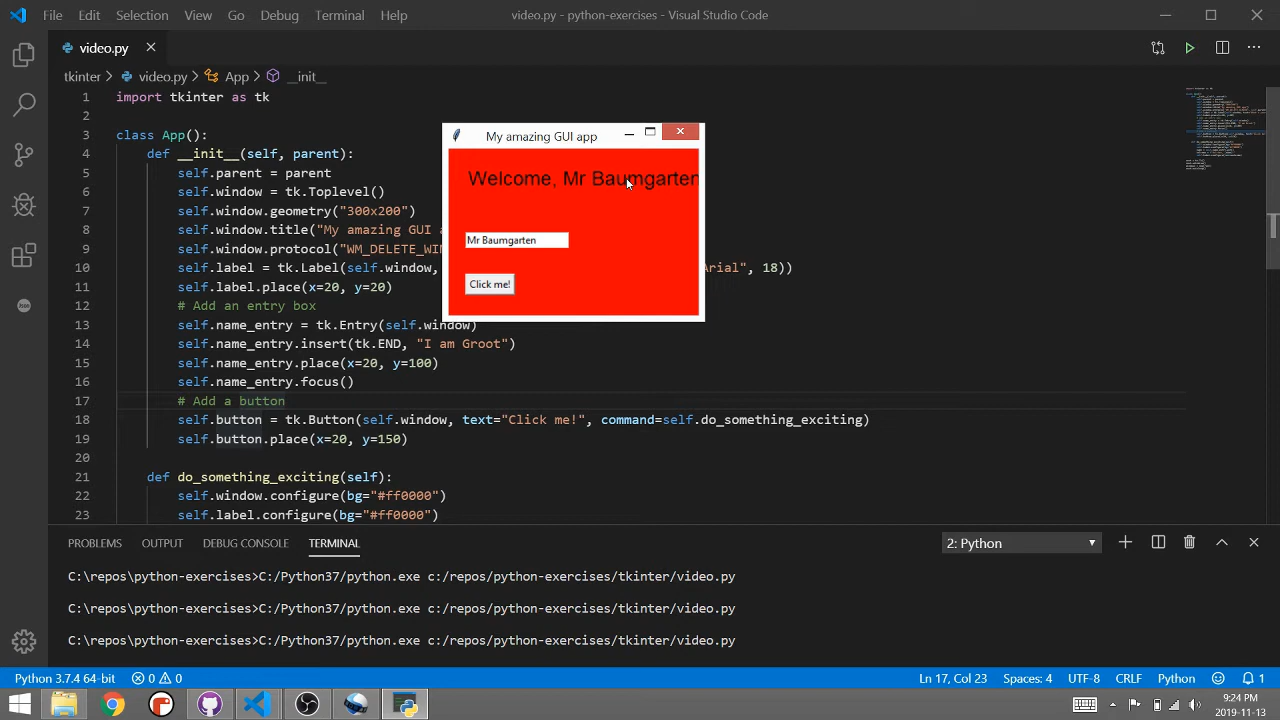 File Edit Selection View Go Debug Terminal Help video.py - python-exercises - Visual Studio Code
video.py
tkinter > video.py > App > __init__
1 import tkinter as tk
2
3 class App():
4 def __init__(self, parent):
5 self.parent = parent
6 self.window = tk.Toplevel()
7 self.window.geometry("300x200")
8 self.window.title("My amazing GUI a
9 self.window.protocol("WM_DELETE_WIN
10 self.label = tk.Label(self.window, rial", 18))
11 self.label.place(x=20, y=20)
12 # Add an entry box
13 self.name_entry = tk.Entry(self.window)
14 self.name_entry.insert(tk.END, "I am Groot")
15 self.name_entry.place(x=20, y=100)
16 self.name_entry.focus()
17 # Add a button
18 self.button = tk.Button(self.window, text="Click me!", command=self.do_something_exciting)
19 self.button.place(x=20, y=150)
20
21 def do_something_exciting(self):
22 self.window.configure(bg="#ff0000")
23 self.label.configure(bg="#ff0000")
My amazing GUI app
Welcome, Mr Baumgarten
Mr Baumgarten
Click me!
PROBLEMS OUTPUT DEBUG CONSOLE TERMINAL 2: Python
C:\repos\python-exercises>C:/Python37/python.exe c:/repos/python-exercises/tkinter/video.py
C:\repos\python-exercises>C:/Python37/python.exe c:/repos/python-exercises/tkinter/video.py
C:\repos\python-exercises>C:/Python37/python.exe c:/repos/python-exercises/tkinter/video.py
Python 3.7.4 64-bit 0 0 Ln 17, Col 23 Spaces: 4 UTF-8 CRLF Python 1
9:24 PM
2019-11-13